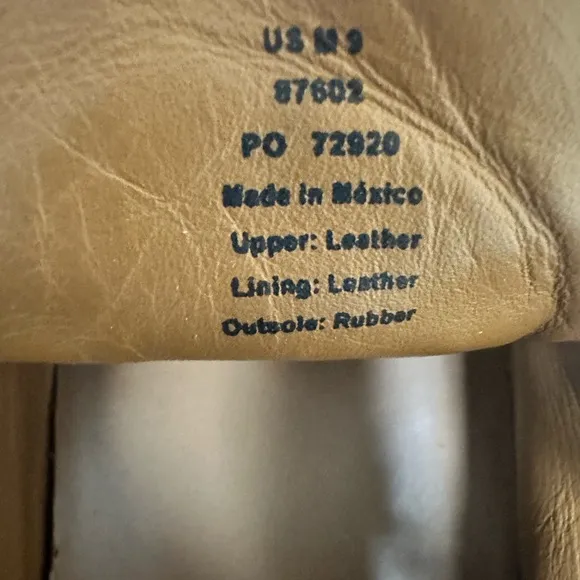 US M 9
87602
PO 72920
Made in México
Upper: Leather
Lining: Leather
Outsole: Rubber